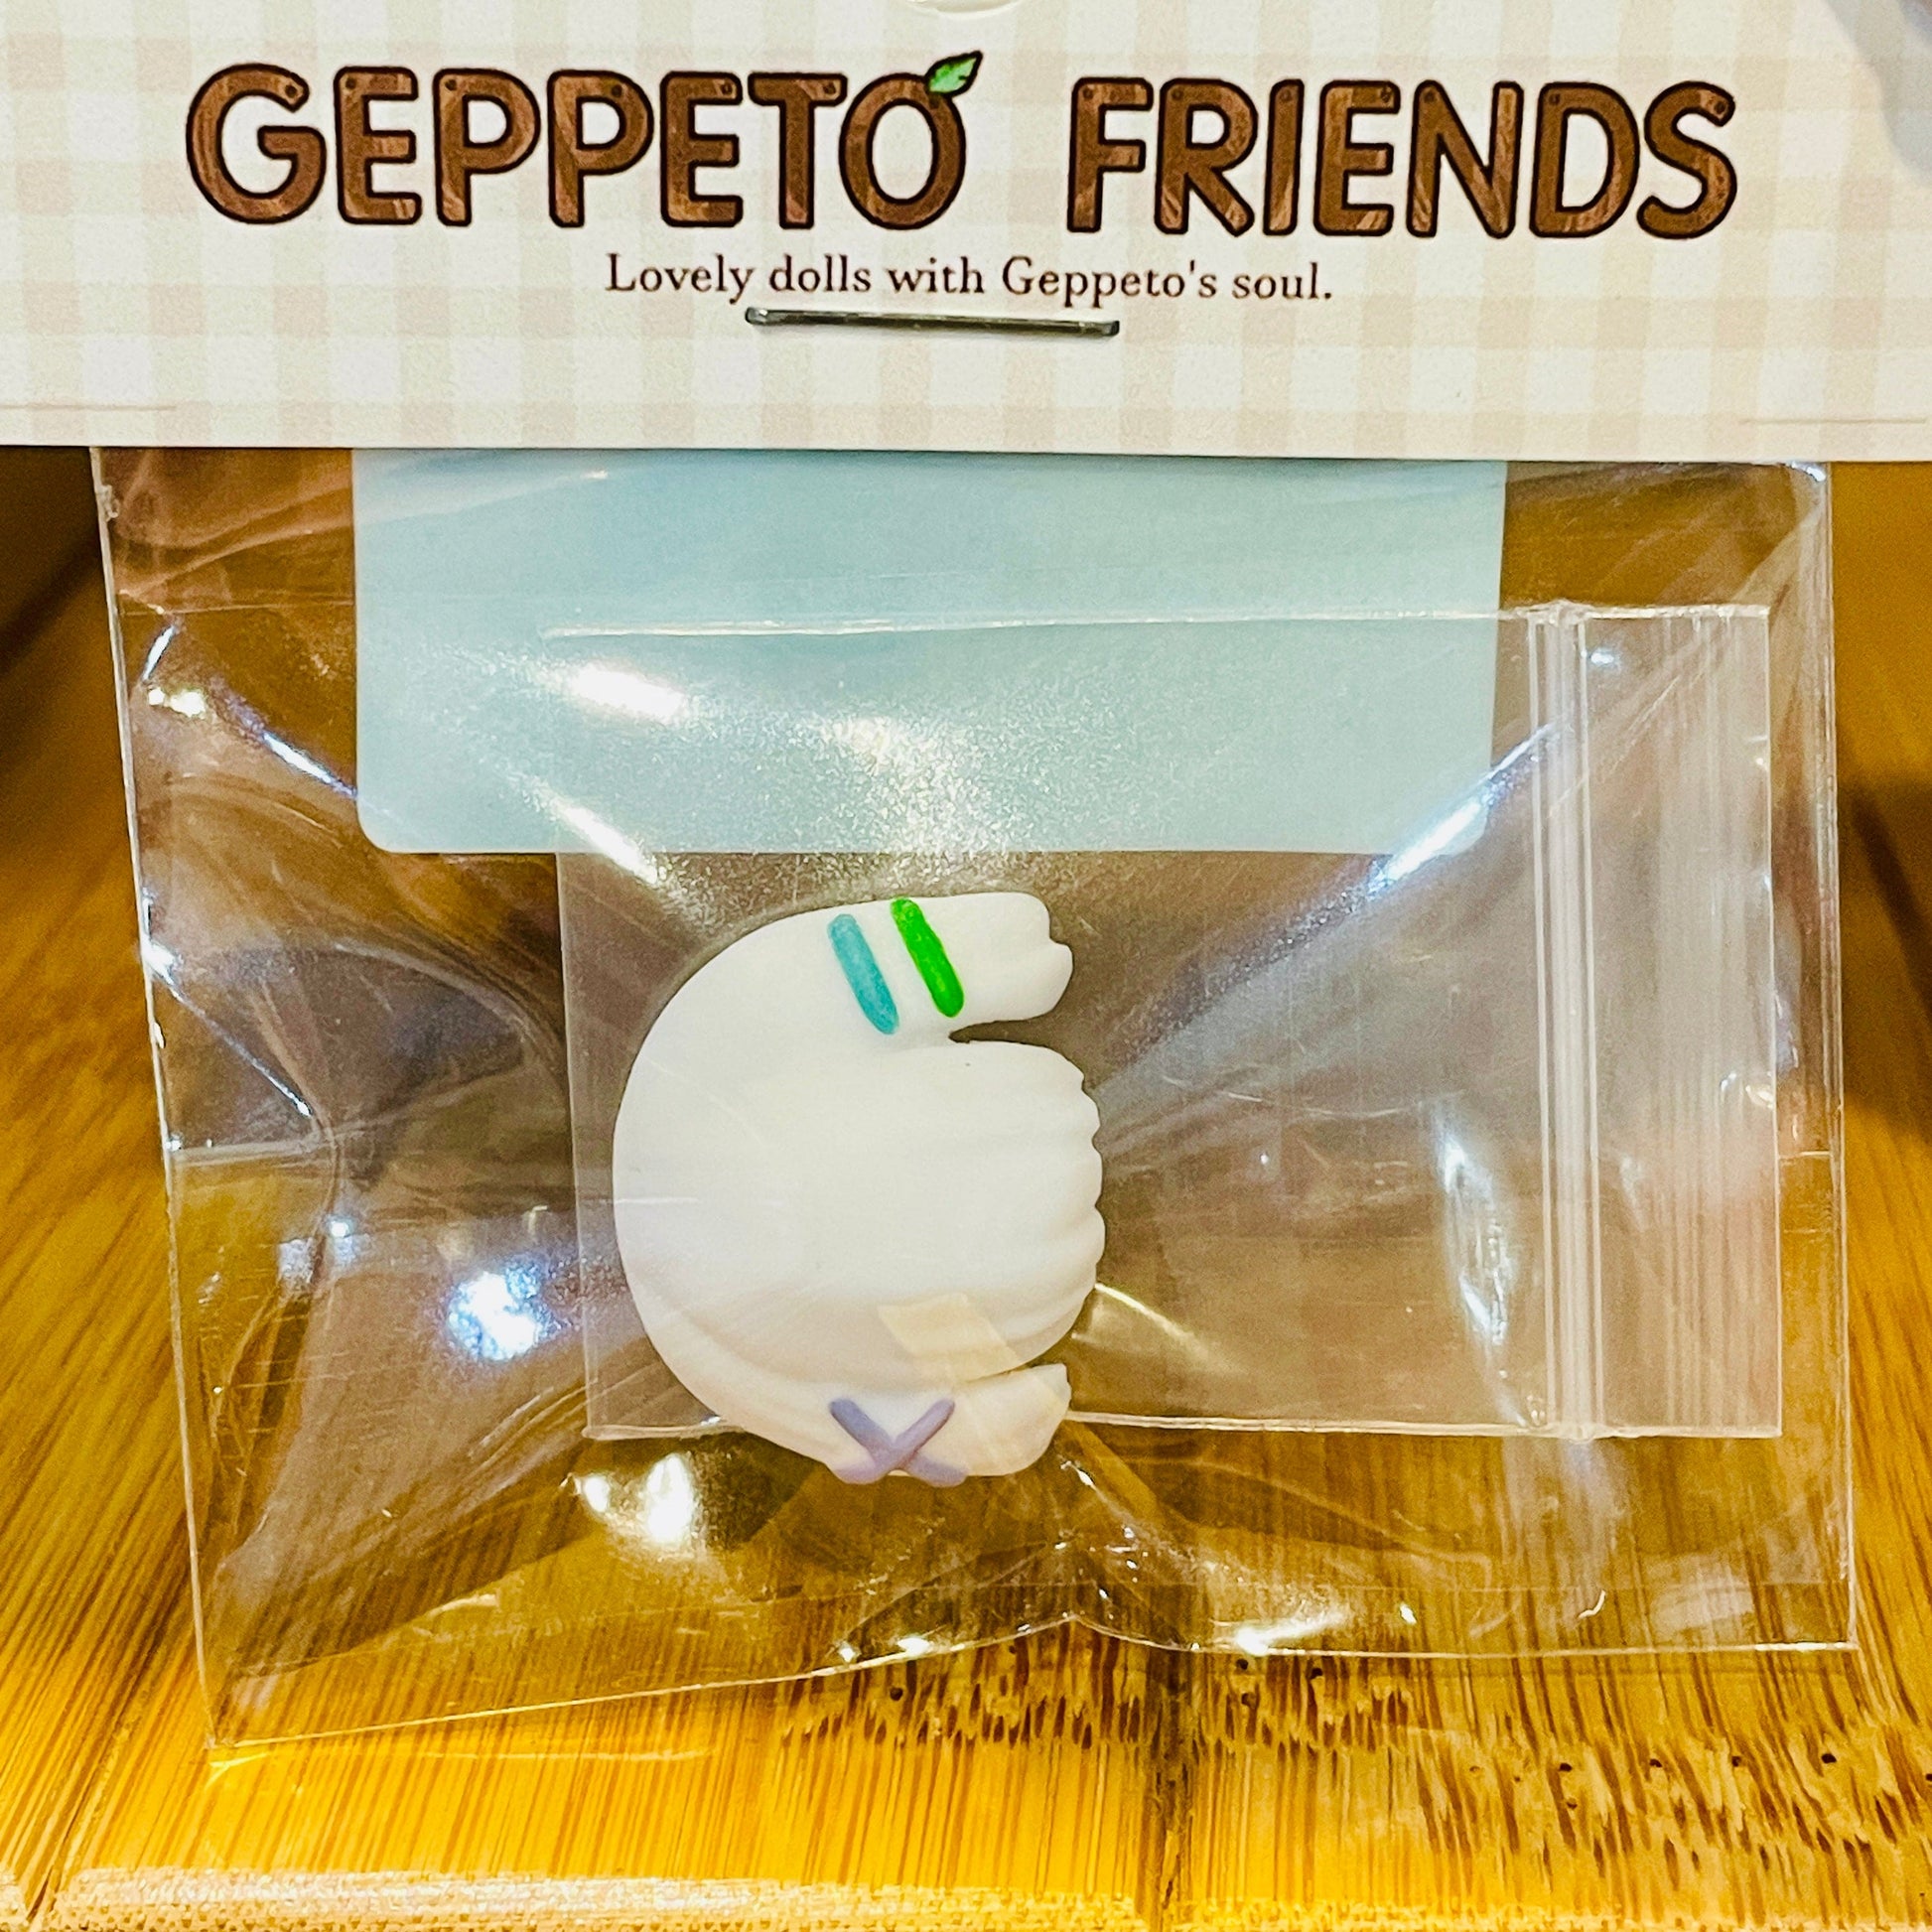 GEPPETO FRIENDS
Lovely dolls with Geppeto's soul.